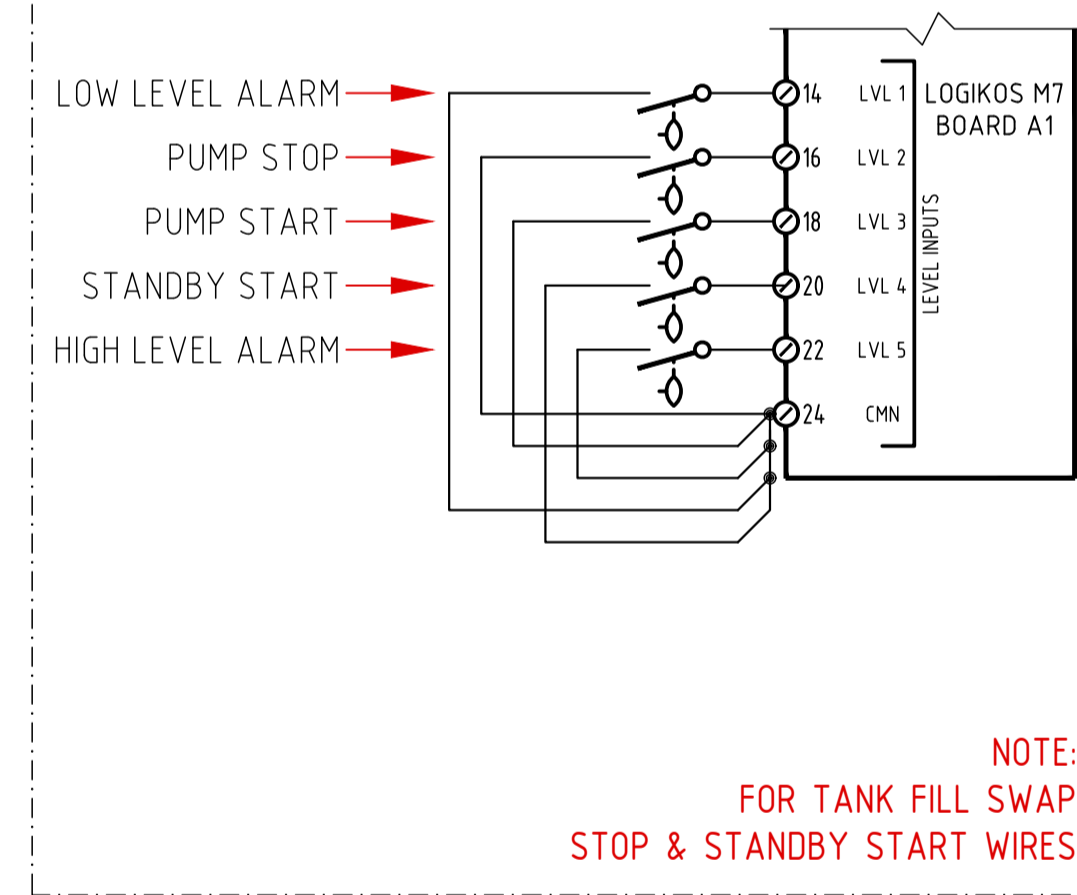 LOW LEVEL ALARM
PUMP STOP
PUMP START
STANDBY START
HIGH LEVEL ALARM
14 LVL 1
16 LVL 2
18 LVL 3
20 LVL 4
22 LVL 5
24 CMN
LEVEL INPUTS
LOGIKOS M7
BOARD A1
NOTE:
FOR TANK FILL SWAP
STOP & STANDBY START WIRES